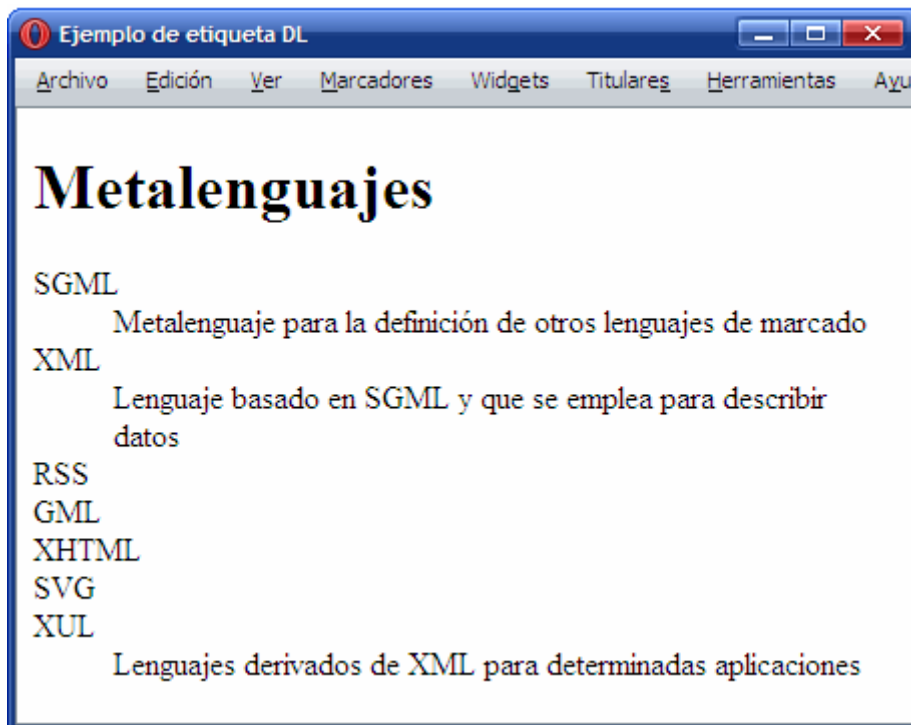 Ejemplo de etiqueta DL
Archivo Edición Ver Marcadores Widgets Titulares Herramientas Ayu
Metalenguajes
SGML
Metalenguaje para la definición de otros lenguajes de marcado
XML
Lenguaje basado en SGML y que se emplea para describir
datos
RSS
GML
XHTML
SVG
XUL
Lenguajes derivados de XML para determinadas aplicaciones